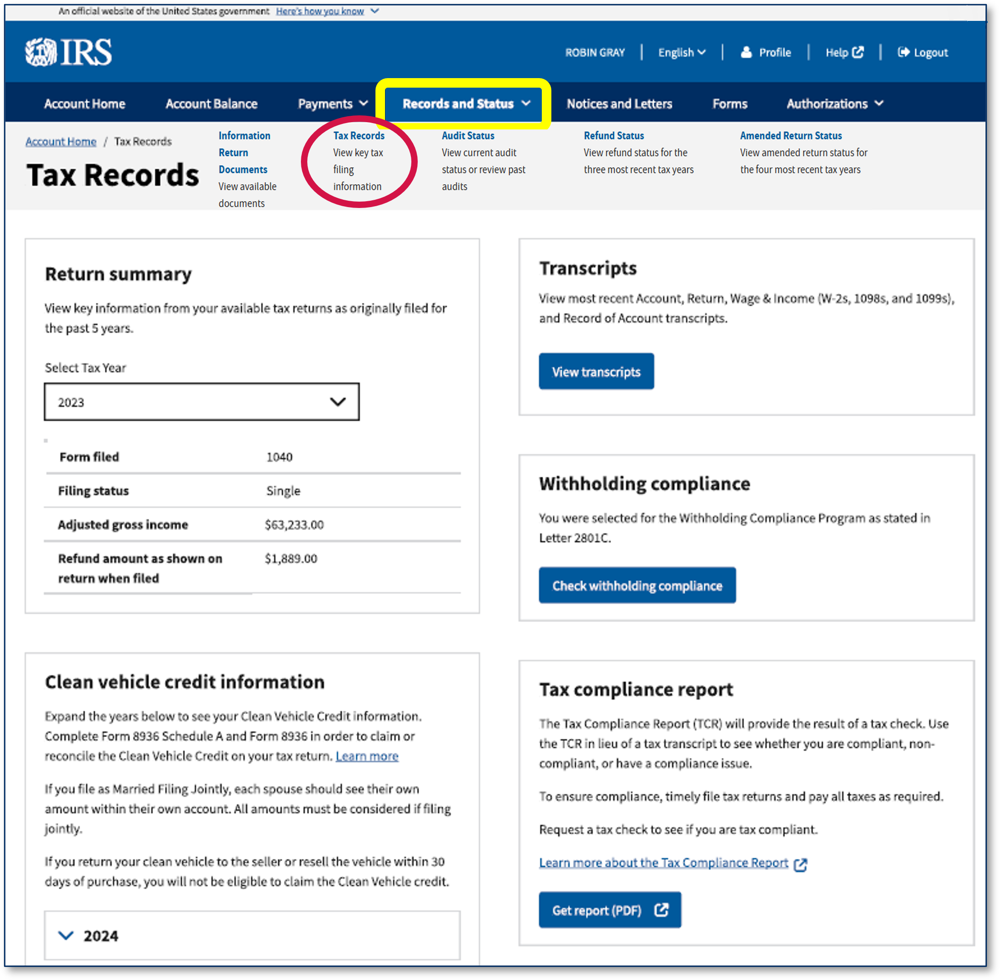 An official website of the United States government Here's how you know
IRS
ROBIN GRAY English Profile Help Logout
Account Home Account Balance Payments Records and Status Notices and Letters Forms Authorizations
Account Home / Tax Records
Tax Records
Information
Return
Documents
View available
documents
Tax Records
View key tax
filing
information
Audit Status
View current audit
status or review past
audits
Refund Status
View refund status for the
three most recent tax years
Amended Return Status
View amended return status for
the four most recent tax years
Return summary
View key information from your available tax returns as originally filed for
the past 5 years.
Select Tax Year
2023
Form filed 1040
Filing status Single
Adjusted gross income $63,233.00
Refund amount as shown on $1,889.00
return when filed
Clean vehicle credit information
Expand the years below to see your Clean Vehicle Credit information.
Complete Form 8936 Schedule A and Form 8936 in order to claim or
reconcile the Clean Vehicle Credit on your tax return. Learn more
If you file as Married Filing Jointly, each spouse should see their own
amount within their own account. All amounts must be considered if filing
jointly.
If you return your clean vehicle to the seller or resell the vehicle within 30
days of purchase, you will not be eligible to claim the Clean Vehicle credit.
2024
Transcripts
View most recent Account, Return, Wage & Income (W-2s, 1098s, and 1099s),
and Record of Account transcripts.
View transcripts
Withholding compliance
You were selected for the Withholding Compliance Program as stated in
Letter 2801C.
Check withholding compliance
Tax compliance report
The Tax Compliance Report (TCR) will provide the result of a tax check. Use
the TCR in lieu of a tax transcript to see whether you are compliant, non-
compliant, or have a compliance issue.
To ensure compliance, timely file tax returns and pay all taxes as required.
Request a tax check to see if you are tax compliant.
Learn more about the Tax Compliance Report
Get report (PDF)